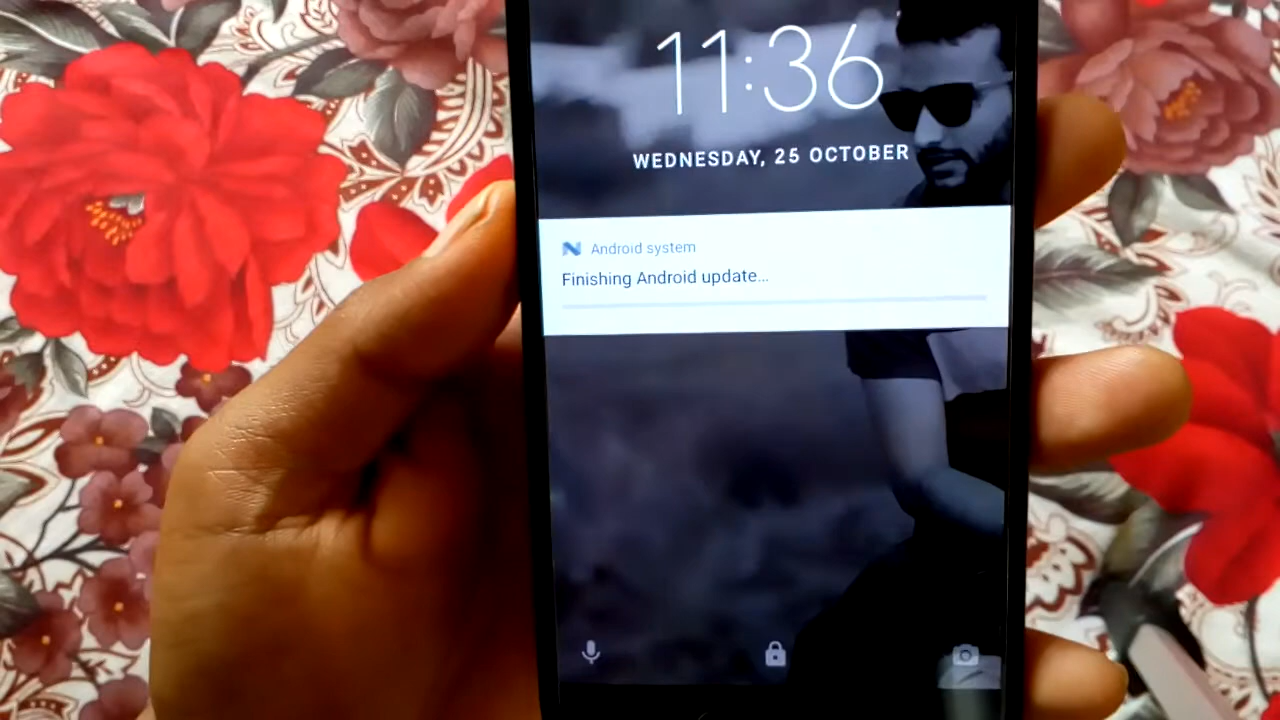 11:36
WEDNESDAY, 25 OCTOBER
Android system
Finishing Android update...